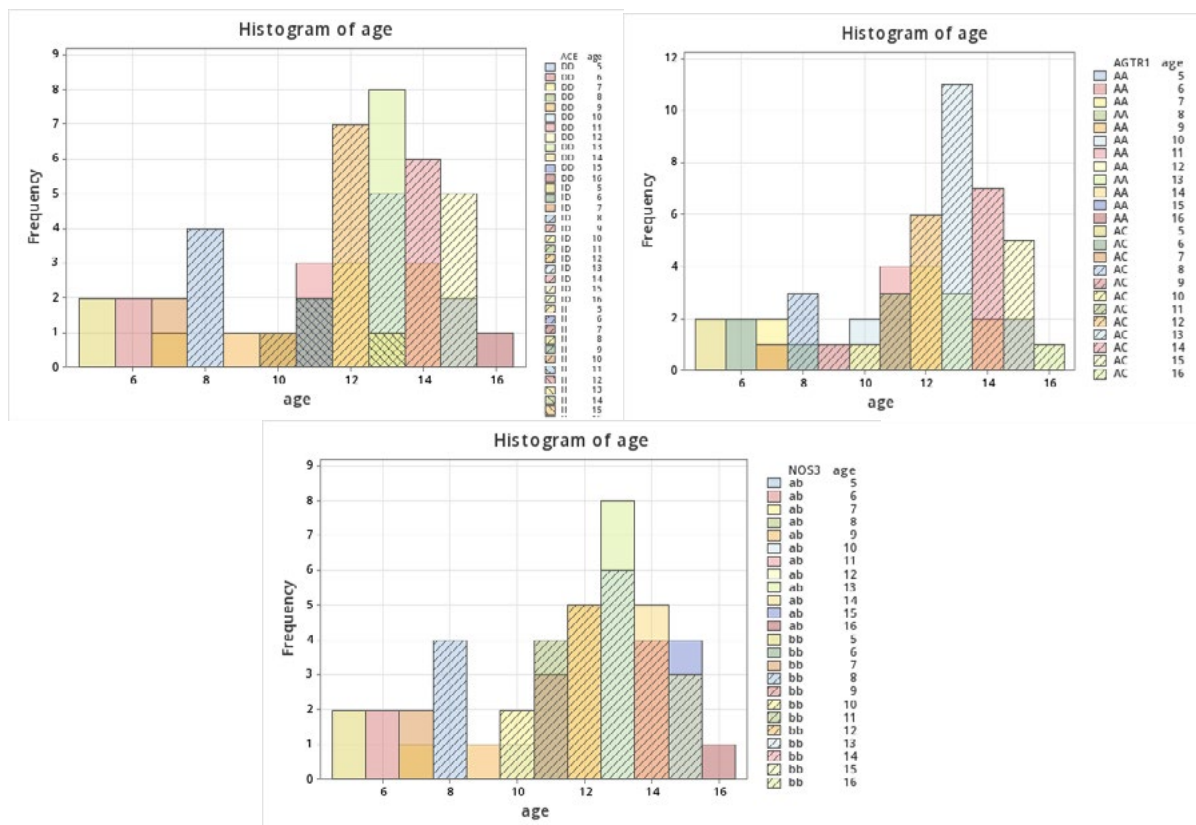 Histogram of age
9
8
7
6
5
4
3
2
1
0
Frequency
6 8 10 12 14 16
age
ACE age
DD 5
DD 6
DD 7
DD 8
DD 9
DD 10
DD 11
DD 12
DD 13
DD 14
DD 15
DD 16
ID 5
ID 6
ID 7
ID 8
ID 9
ID 10
ID 11
ID 12
ID 13
ID 14
ID 15
ID 16
II 5
II 6
II 7
II 8
II 9
II 10
II 11
II 12
II 13
II 14
II 15
Histogram of age
12
10
8
6
4
2
0
Frequency
6 8 10 12 14 16
age
AGTR1 age
AA 5
AA 6
AA 7
AA 8
AA 9
AA 10
AA 11
AA 12
AA 13
AA 14
AA 15
AA 16
AC 5
AC 6
AC 7
AC 8
AC 9
AC 10
AC 11
AC 12
AC 13
AC 14
AC 15
AC 16
Histogram of age
9
8
7
6
5
4
3
2
1
0
Frequency
6 8 10 12 14 16
age
NOS3 age
ab 5
ab 6
ab 7
ab 8
ab 9
ab 10
ab 11
ab 12
ab 13
ab 14
ab 15
ab 16
bb 5
bb 6
bb 7
bb 8
bb 9
bb 10
bb 11
bb 12
bb 13
bb 14
bb 15
bb 16